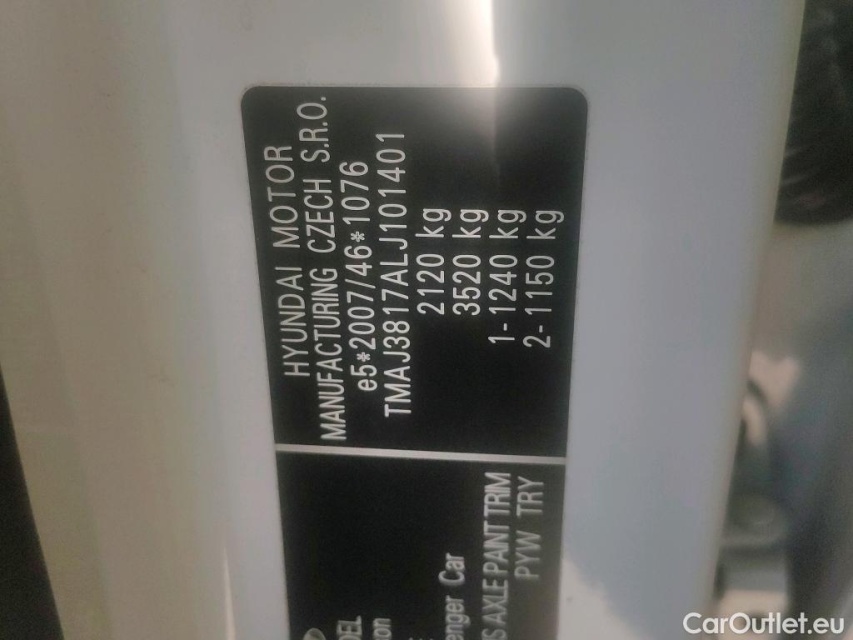 HYUNDAI MOTOR
MANUFACTURING CZECH S.R.O.
e5*2007/46*1076
TMAJ3817ALJ101401
2120 kg
3520 kg
1- 1240 kg
2- 1150 kg
Car
AXLE PAINT TRIM
PYW TRY
CarOutlet.eu